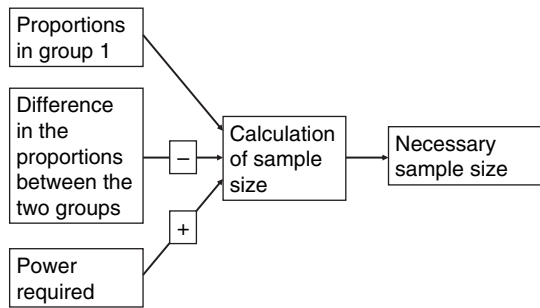 Proportions
in group 1
Difference
in the
proportions
between the
two groups
−
Calculation
of sample
size
Necessary
sample size
+
Power
required